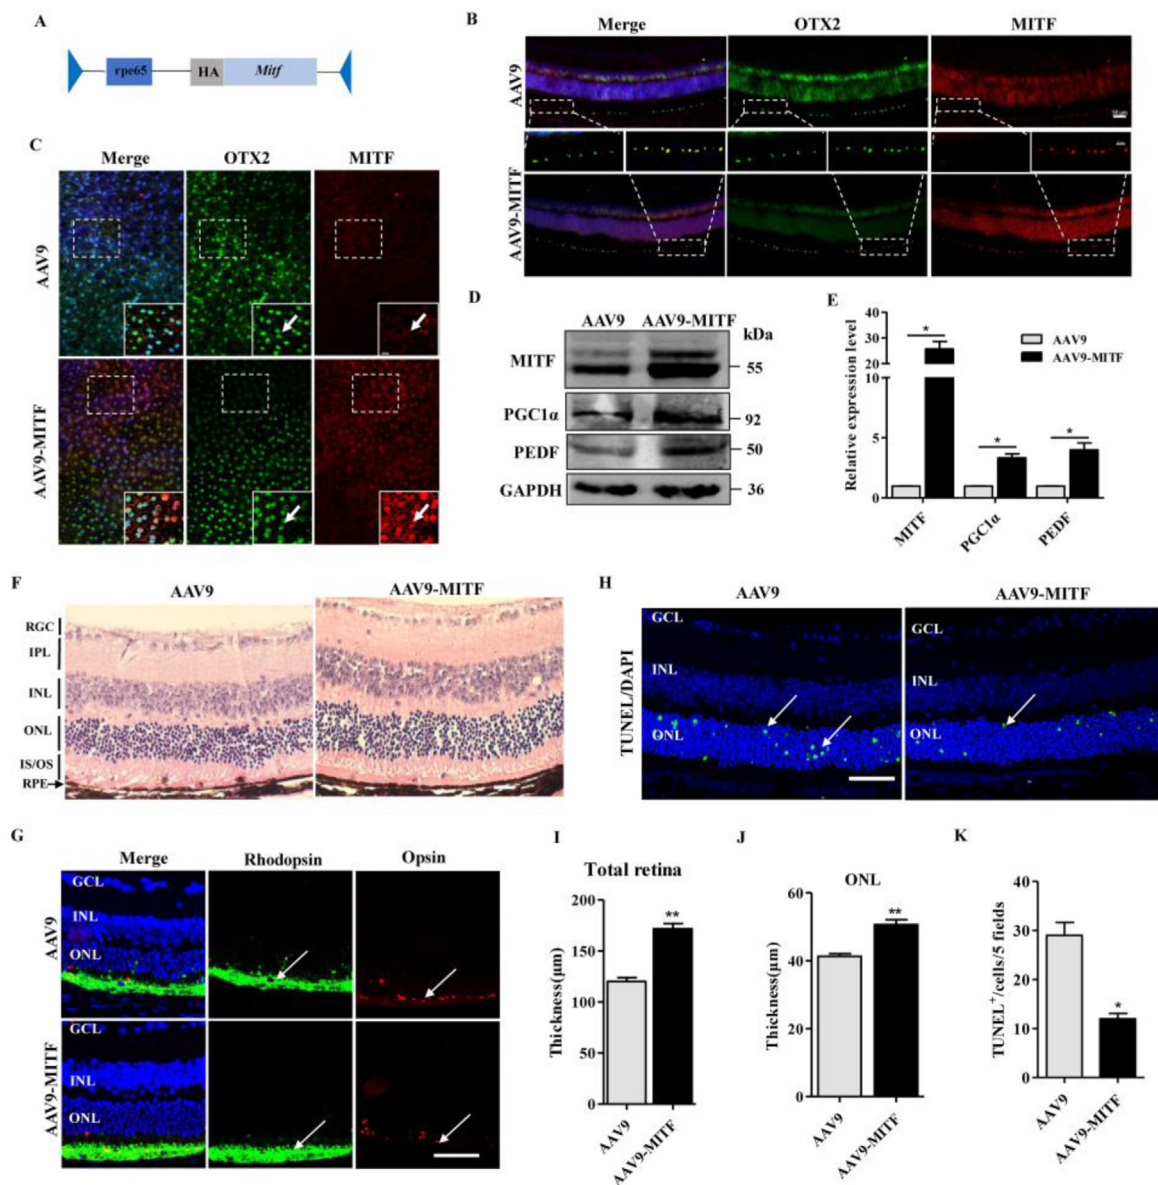 A
rpe65
HA
Mitf
B
Merge
OTX2
MITF
AAV9
AAV9-MITF
C
Merge
OTX2
MITF
AAV9
AAV9-MITF
D
AAV9
AAV9-MITF
kDa
MITF
55
PGC1α
92
PEDF
50
GAPDH
36
E
Relative expression level
30
20
10
10
5
0
*
*
*
AAV9
AAV9-MITF
MITF
PGC1α
PEDF
F
AAV9
AAV9-MITF
RGC
IPL
INL
ONL
IS/OS
RPE
H
AAV9
AAV9-MITF
TUNEL/DAPI
GCL
INL
ONL
GCL
INL
ONL
G
Merge
Rhodopsin
Opsin
AAV9
GCL
INL
ONL
AAV9-MITF
GCL
INL
ONL
I
Total retina
Thickness(μm)
200
150
100
50
0
**
AAV9
AAV9-MITF
J
ONL
Thickness(μm)
60
40
20
0
**
AAV9
AAV9-MITF
K
TUNEL⁺/cells/5 fields
40
30
20
10
0
*
AAV9
AAV9-MITF